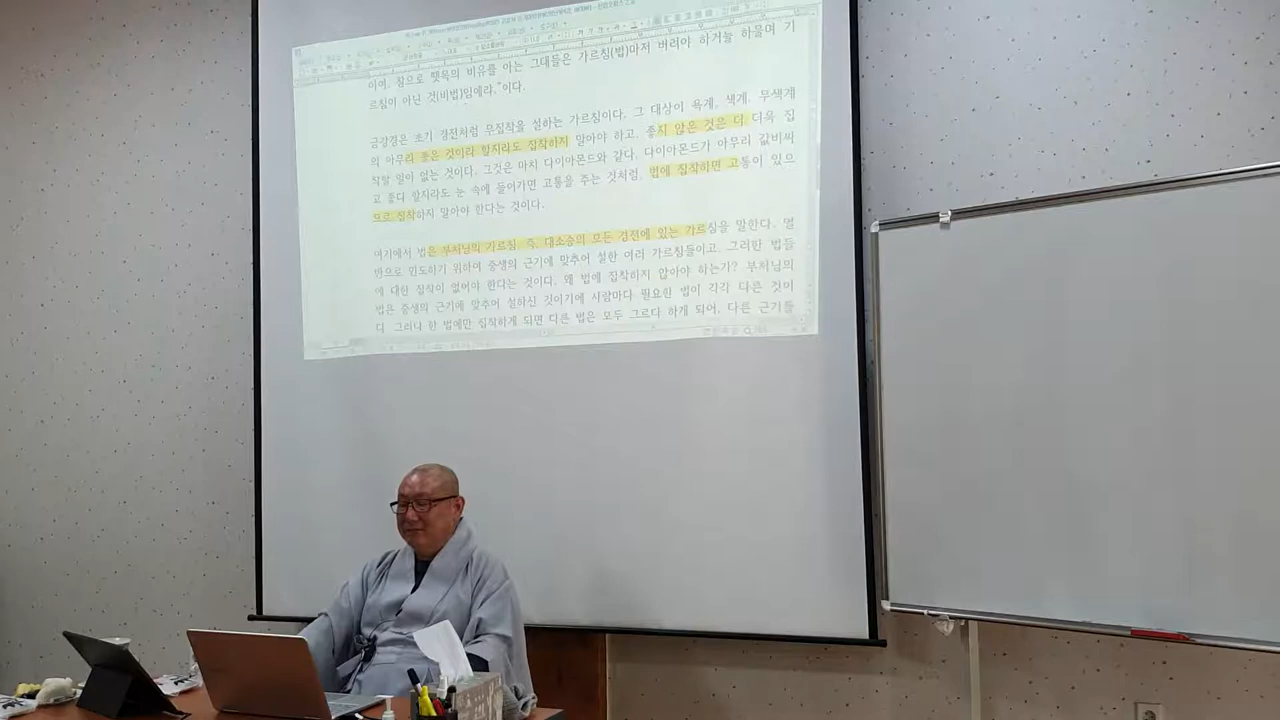 이여, 참으로 뗏목의 비유를 아는 그대들은 가르침(법)마저 버려야 하거늘 하물며 가
르침이 아닌 것(비법)임에랴."이다.
금강경은 초기 경전처럼 무집착을 설하는 가르침이다. 그 대상이 욕계, 색계, 무색계
의 아무리 좋은 것이라 할지라도 집착하지 말아야 하고, 좋지 않은 것은 더 더욱 집
착할 일이 없는 것이다. 그것은 마치 다이아몬드와 같다. 다이아몬드가 아무리 값비싸
고 좋다 할지라도 눈 속에 들어가면 고통을 주는 것처럼, 법에 집착하면 고통이 있으
므로 집착하지 말아야 한다는 것이다.
여기에서 법은 부처님의 가르침, 즉, 대소승의 모든 경전에 있는 가르침을 말한다. 열
반으로 인도하기 위하여 중생의 근기에 맞추어 설한 여러 가르침들이고, 그러한 법들
에 대한 집착이 없어야 한다는 것이다. 왜 법에 집착하지 않아야 하는가? 부처님의
법은 중생의 근기에 맞추어 설하신 것이기에 사람마다 필요한 법이 각각 다른 것이
다. 그러나 한 법에만 집착하게 되면 다른 법은 모두 그르다 하게 되어, 다른 근기들